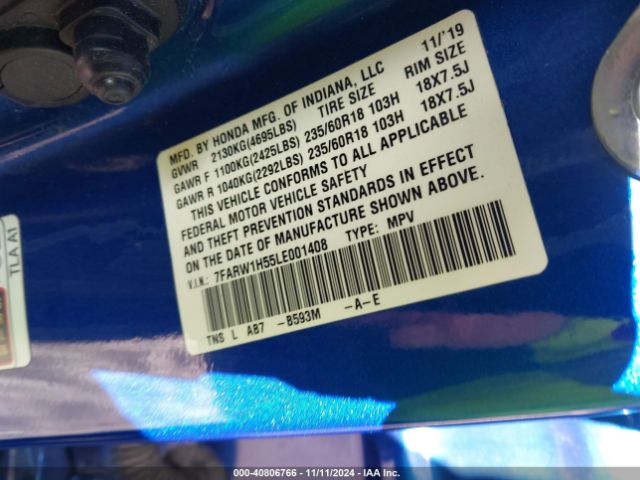 MFD. BY HONDA MFG. OF INDIANA, LLC 11/'19
GVWR 2130KG(4695LBS) TIRE SIZE RIM SIZE
GAWR F 1100KG(2425LBS) 235/60R18 103H 18X7.5J
GAWR R 1040KG(2292LBS) 235/60R18 103H 18X7.5J
THIS VEHICLE CONFORMS TO ALL APPLICABLE
FEDERAL MOTOR VEHICLE SAFETY
AND THEFT PREVENTION STANDARDS IN EFFECT
ON THE DATE OF MANUFACTURE SHOWN ABOVE.
V.I.N.: 7FARW1H55LE001408 TYPE: MPV
TNS L AB7 -B593M -A-E
TLA A1
000-40806766 - 11/11/2024 - IAA Inc.